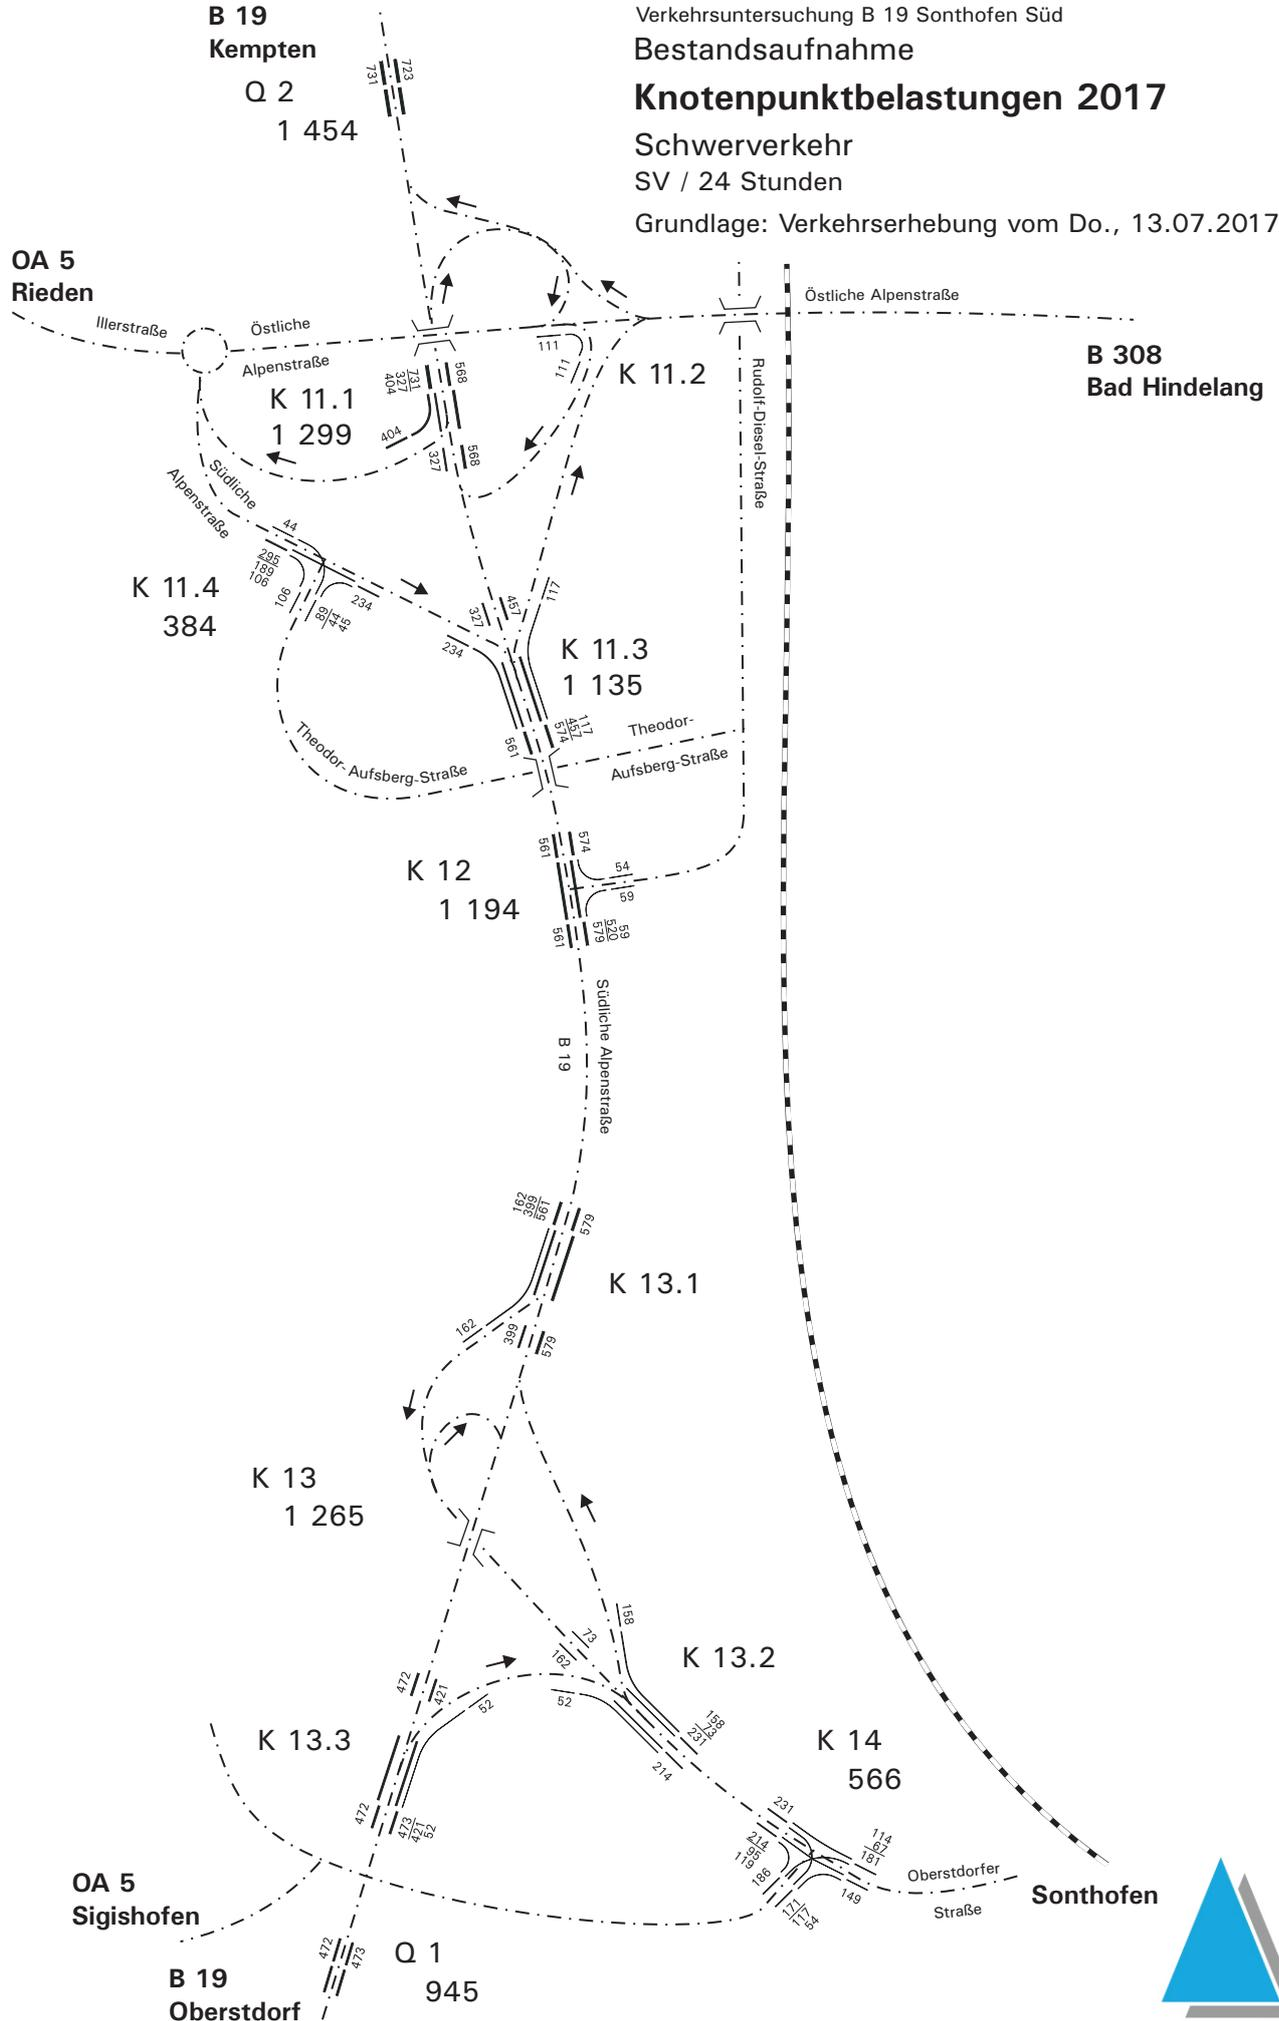 B 19
Kempten
Q 2
1 454
731
723
Verkehrsuntersuchung B 19 Sonthofen Süd
Bestandsaufnahme
Knotenpunktbelastungen 2017
Schwerverkehr
SV / 24 Stunden
Grundlage: Verkehrserhebung vom Do., 13.07.2017
OA 5
Rieden
Illerstraße
Östliche
Alpenstraße
Östliche Alpenstraße
B 308
Bad Hindelang
K 11.1
1 299
731
327
404
568
404
327
568
111
111
K 11.2
Rudolf-Diesel-Straße
Südliche
Alpenstraße
44
295
189
106
106
89
44
45
234
K 11.4
384
327
457
117
234
K 11.3
1 135
561
117
457
574
Theodor-
Aufsberg-Straße
Theodor-Aufsberg-Straße
K 12
1 194
561
574
54
59
561
59
520
579
Südliche Alpenstraße
B 19
162
399
561
579
K 13.1
162
399
579
K 13
1 265
158
73
162
K 13.2
52
158
73
231
214
472
421
52
K 13.3
472
473
421
52
K 14
566
231
214
95
119
186
114
67
181
149
171
117
54
Oberstdorfer
Straße
Sonthofen
OA 5
Sigishofen
B 19
Oberstdorf
472
473
Q 1
945